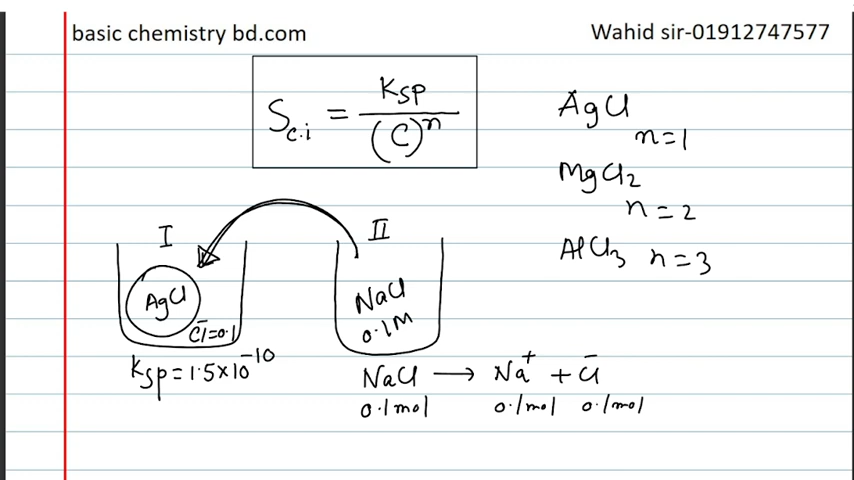 basic chemistry bd.com
Wahid sir-01912747577
S_{c.i} = Ksp / (C)^n
AgCl
n=1
MgCl₂
n=2
AlCl₃ n=3
I
II
AgCl
Cl⁻=0.1
NaCl
0.1M
Ksp=1.5×10⁻¹⁰
NaCl → Na⁺ + Cl⁻
0.1mol 0.1mol 0.1mol